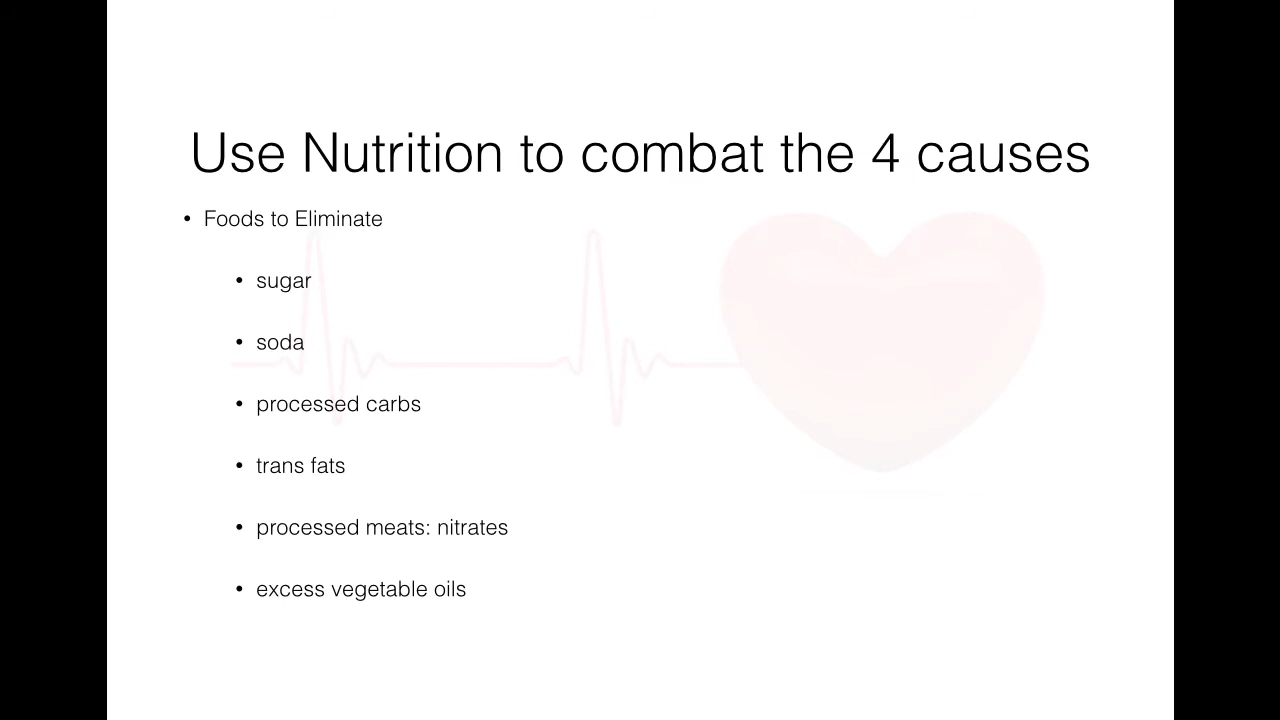 Use Nutrition to combat the 4 causes
• Foods to Eliminate
• sugar
• soda
• processed carbs
• trans fats
• processed meats: nitrates
• excess vegetable oils